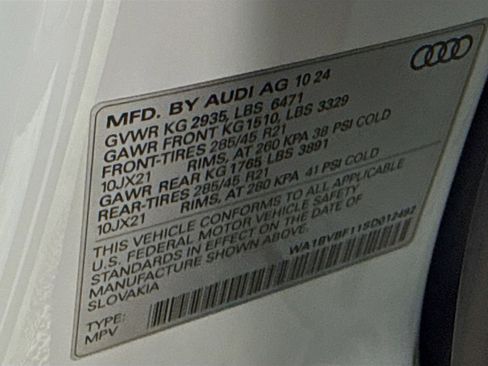 MFD. BY AUDI AG 10 24
GVWR KG 2935, LBS 6471
GAWR FRONT KG 1510, LBS 3329
FRONT-TIRES 285/45 R21
10JX21 RIMS, AT 260 KPA 38 PSI COLD
GAWR REAR KG 1765 LBS 3891
REAR-TIRES 285/45 R21
10JX21 RIMS, AT 280 KPA 41 PSI COLD
THIS VEHICLE CONFORMS TO ALL APPLICABLE
U.S. FEDERAL MOTOR VEHICLE SAFETY
STANDARDS IN EFFECT ON THE DATE OF
MANUFACTURE SHOWN ABOVE.
SLOVAKIA
WA1BVBF11SD012492
TYPE:
MPV